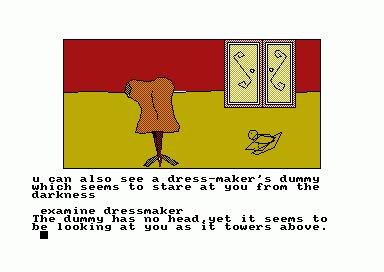 u can also see a dress-maker's dummy
which seems to stare at you from the
darkness
examine dressmaker
The dummy has no head,yet it seems to
be looking at you as it towers above.